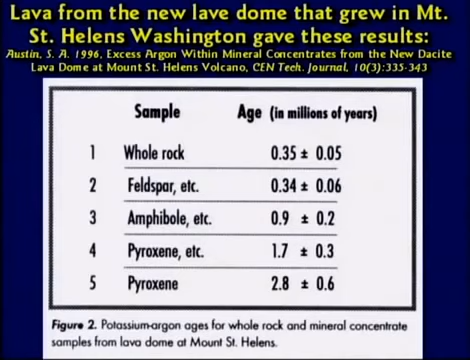 Lava from the new lave dome that grew in Mt.
St. Helens Washington gave these results:
Austin, S. A. 1996, Excess Argon Within Mineral Concentrates from the New Dacite
Lava Dome at Mount St. Helens Volcano, CEN Tech. Journal, 10(3):335-343
Sample Age (in millions of years)
1 Whole rock 0.35 ± 0.05
2 Feldspar, etc. 0.34 ± 0.06
3 Amphibole, etc. 0.9 ± 0.2
4 Pyroxene, etc. 1.7 ± 0.3
5 Pyroxene 2.8 ± 0.6
Figure 2. Potassium-argon ages for whole rock and mineral concentrate
samples from lava dome at Mount St. Helens.